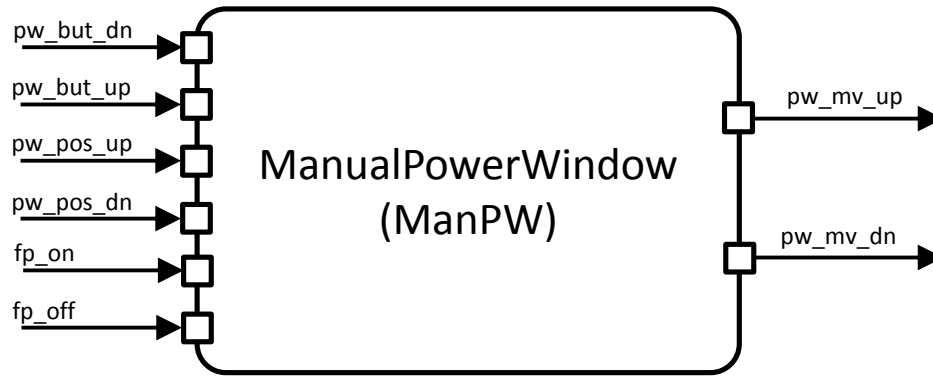 pw_but_dn
pw_but_up
pw_pos_up
pw_pos_dn
fp_on
fp_off
ManualPowerWindow
(ManPW)
pw_mv_up
pw_mv_dn